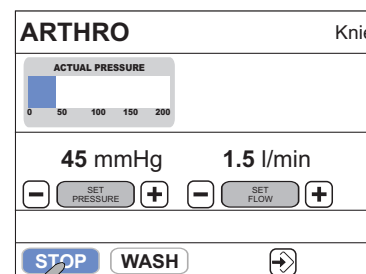 ARTHRO Knie
ACTUAL PRESSURE
0 50 100 150 200
45 mmHg 1.5 l/min
− SET PRESSURE + − SET FLOW +
STOP WASH